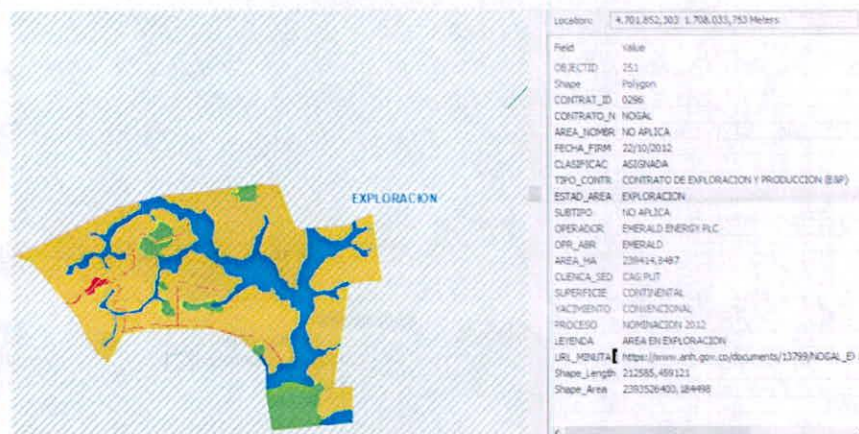 EXPLORACION
Location: 4.701.852,303 1.708.033,753 Meters
Field Value
OBJECTID 251
Shape Polygon
CONTRAT_ID 0296
CONTRATO_N NOGAL
AREA_NOMBR NO APLICA
FECHA_FIRM 22/10/2012
CLASIFICAC ASIGNADA
TIPO_CONTR CONTRATO DE EXPLORACION Y PRODUCCION (E&P)
ESTAD_AREA EXPLORACION
SUBTIPO NO APLICA
OPERADOR EMERALD ENERGY PLC
OPR_ABR EMERALD
AREA_HA 239414,8487
CUENCA_SED CAG PUT
SUPERFICIE CONTINENTAL
YACIMIENTO CONVENCIONAL
PROCESO NOMINACION 2012
LEYENDA AREA EN EXPLORACION
URL_MINUTA https://www.anh.gov.co/documents/13799/NOGAL_EX
Shape_Length 212585,459121
Shape_Area 2393526400,184498